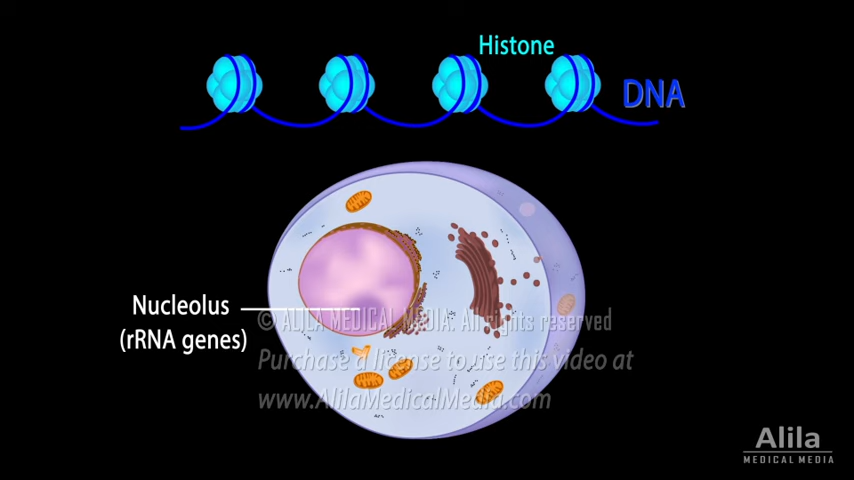 Histone
DNA
Nucleolus
(rRNA genes)
© ALILA MEDICAL MEDIA. All rights reserved
Purchase a license to use this video at
www.AlilaMedicalMedia.com
Alila
MEDICAL MEDIA